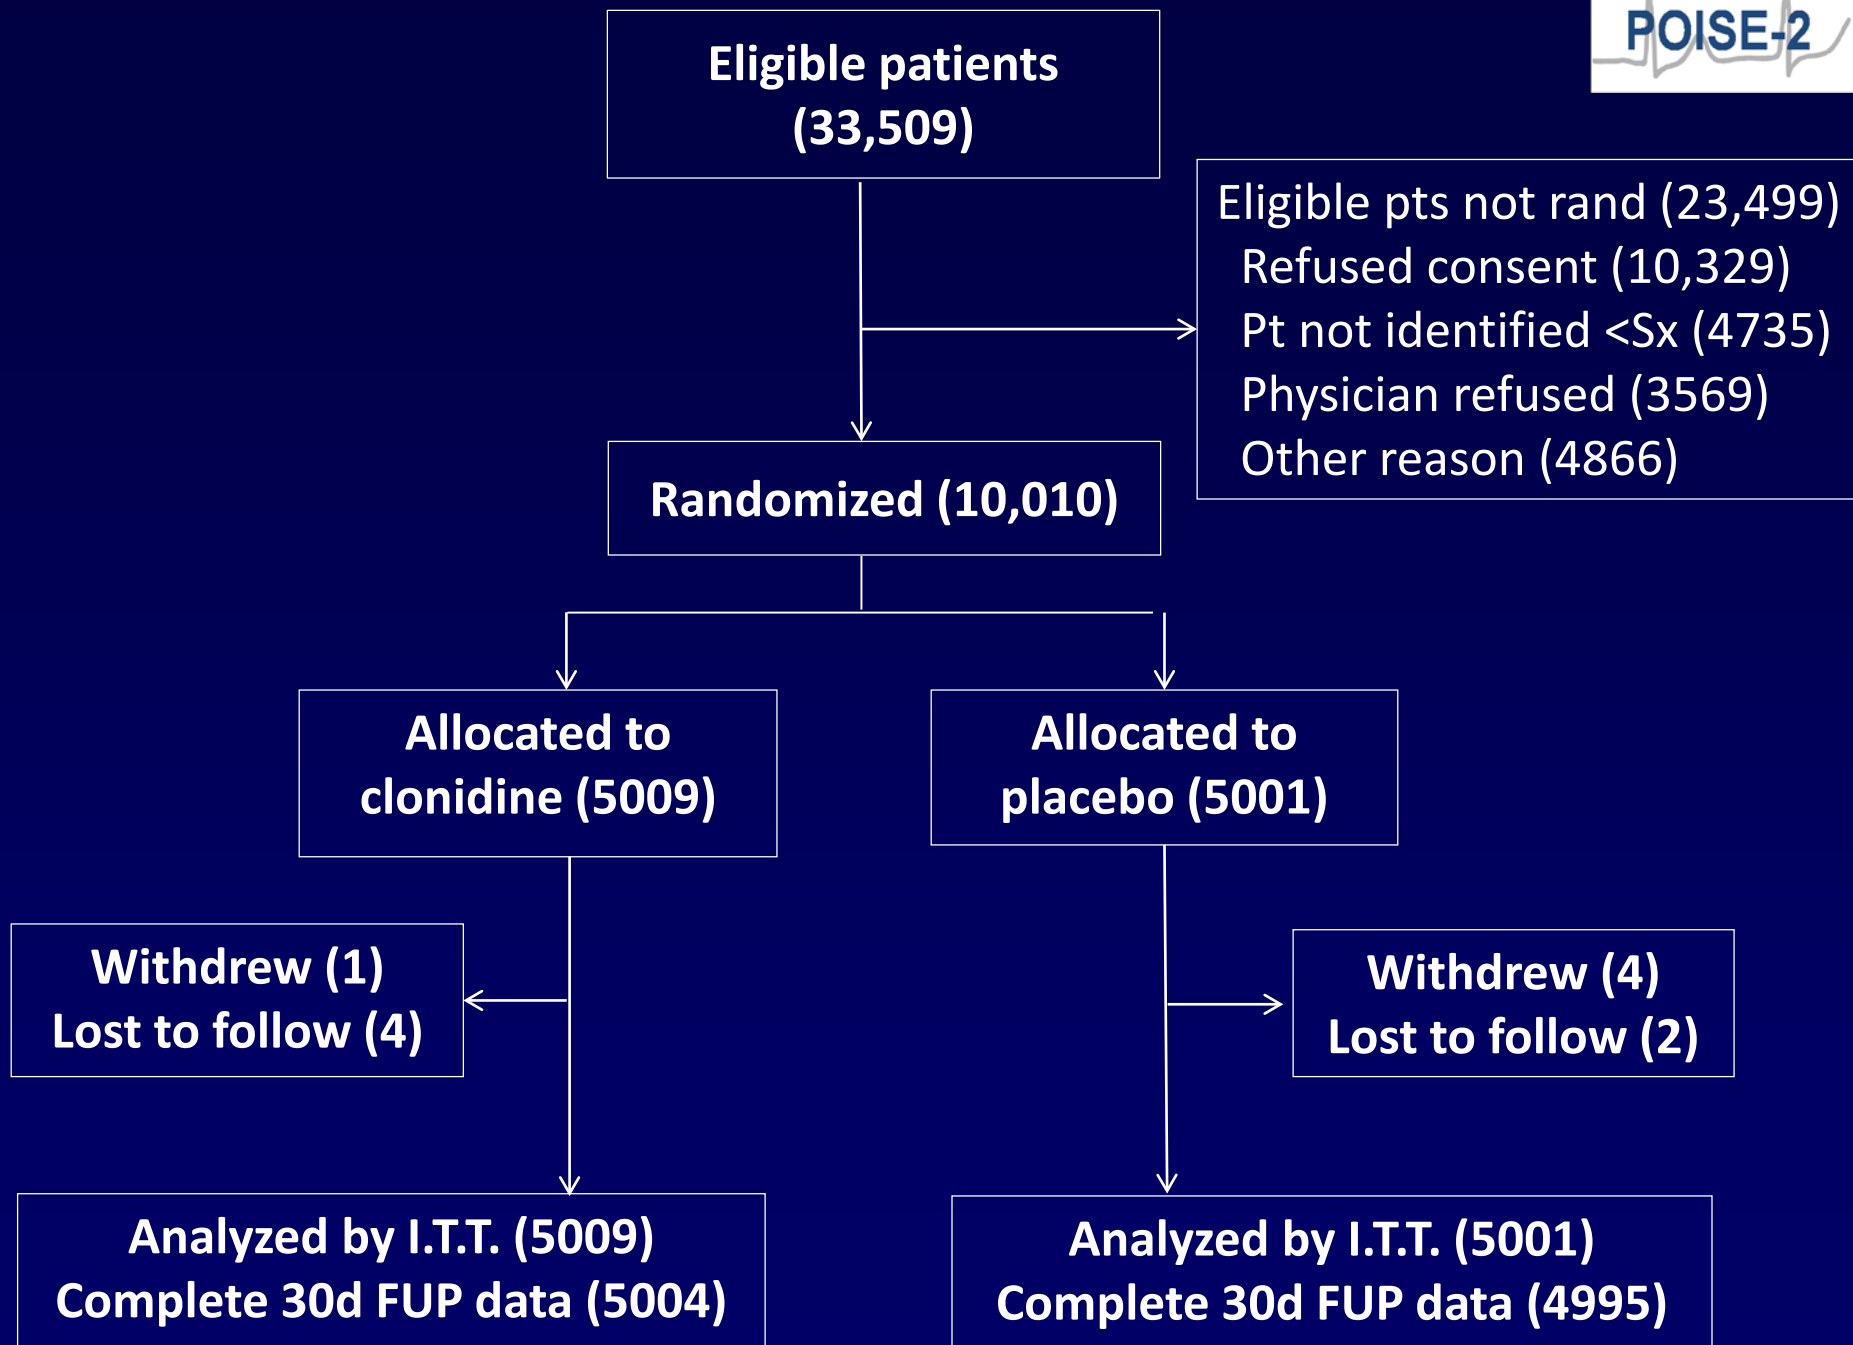 POISE-2
Eligible patients
(33,509)
Eligible pts not rand (23,499)
Refused consent (10,329)
Pt not identified <Sx (4735)
Physician refused (3569)
Other reason (4866)
Randomized (10,010)
Allocated to
clonidine (5009)
Allocated to
placebo (5001)
Withdrew (1)
Lost to follow (4)
Withdrew (4)
Lost to follow (2)
Analyzed by I.T.T. (5009)
Complete 30d FUP data (5004)
Analyzed by I.T.T. (5001)
Complete 30d FUP data (4995)